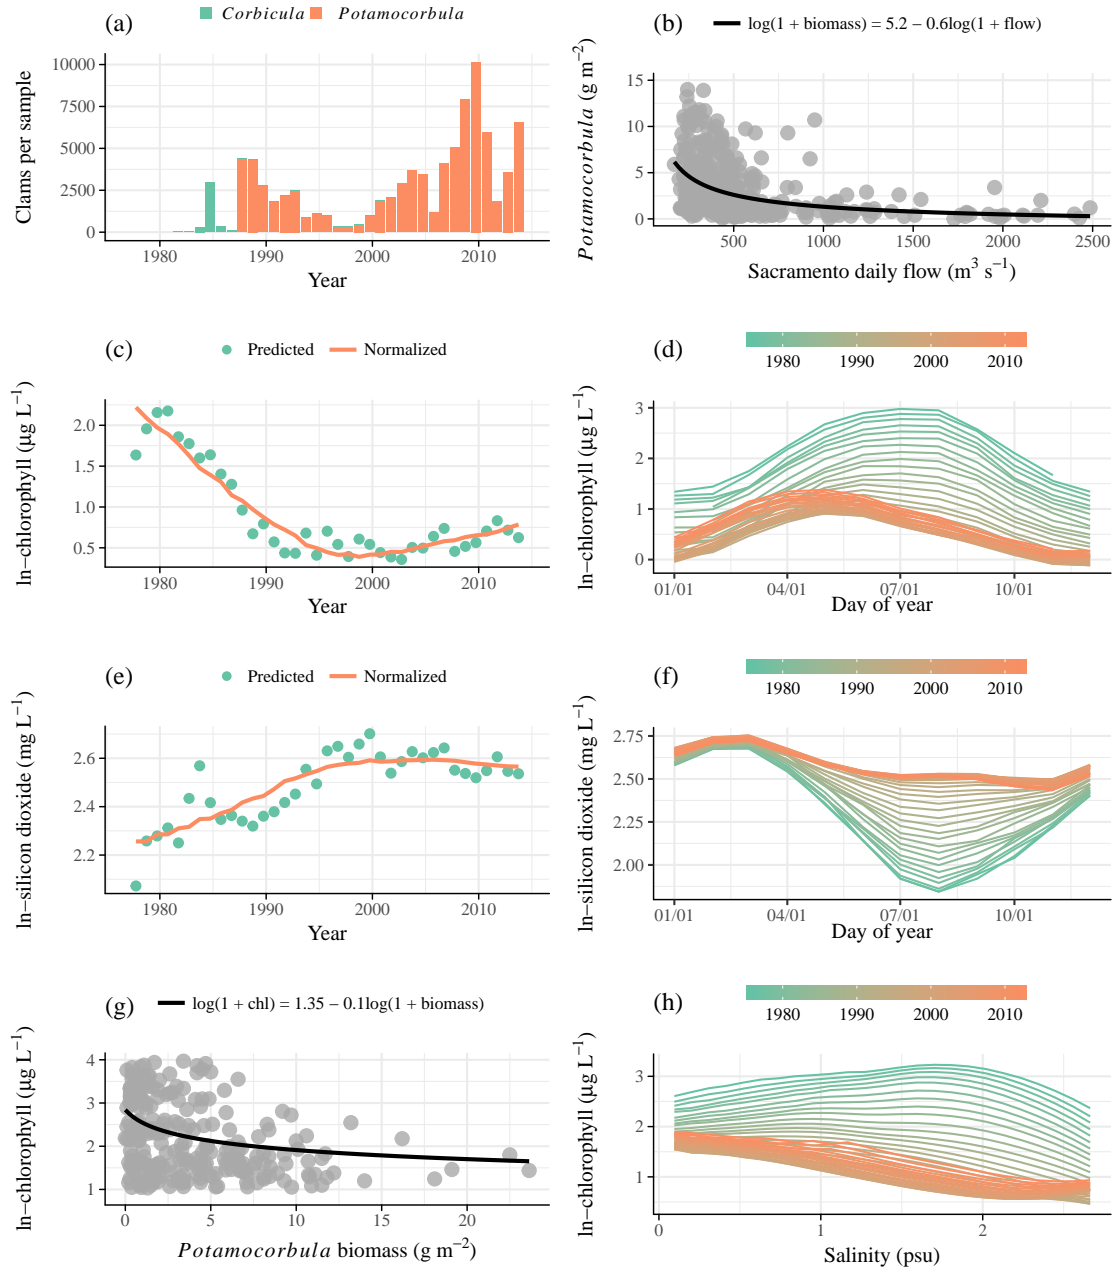 (a)
Corbicula Potamocorbula
Clams per sample
10000
7500
5000
2500
0
1980 1990 2000 2010
Year
(b)
log(1 + biomass) = 5.2 − 0.6log(1 + flow)
Potamocorbula (g m−2)
15
10
5
0
500 1000 1500 2000 2500
Sacramento daily flow (m3 s−1)
(c)
Predicted Normalized
ln−chlorophyll (μg L−1)
2.0
1.5
1.0
0.5
1980 1990 2000 2010
Year
(d)
1980 1990 2000 2010
ln−chlorophyll (μg L−1)
3
2
1
0
01/01 04/01 07/01 10/01
Day of year
(e)
Predicted Normalized
ln−silicon dioxide (mg L−1)
2.6
2.4
2.2
1980 1990 2000 2010
Year
(f)
1980 1990 2000 2010
ln−silicon dioxide (mg L−1)
2.75
2.50
2.25
2.00
01/01 04/01 07/01 10/01
Day of year
(g)
log(1 + chl) = 1.35 − 0.1log(1 + biomass)
ln−chlorophyll (μg L−1)
4
3
2
1
0 5 10 15 20
Potamocorbula biomass (g m−2)
(h)
1980 1990 2000 2010
ln−chlorophyll (μg L−1)
3
2
1
0 1 2
Salinity (psu)